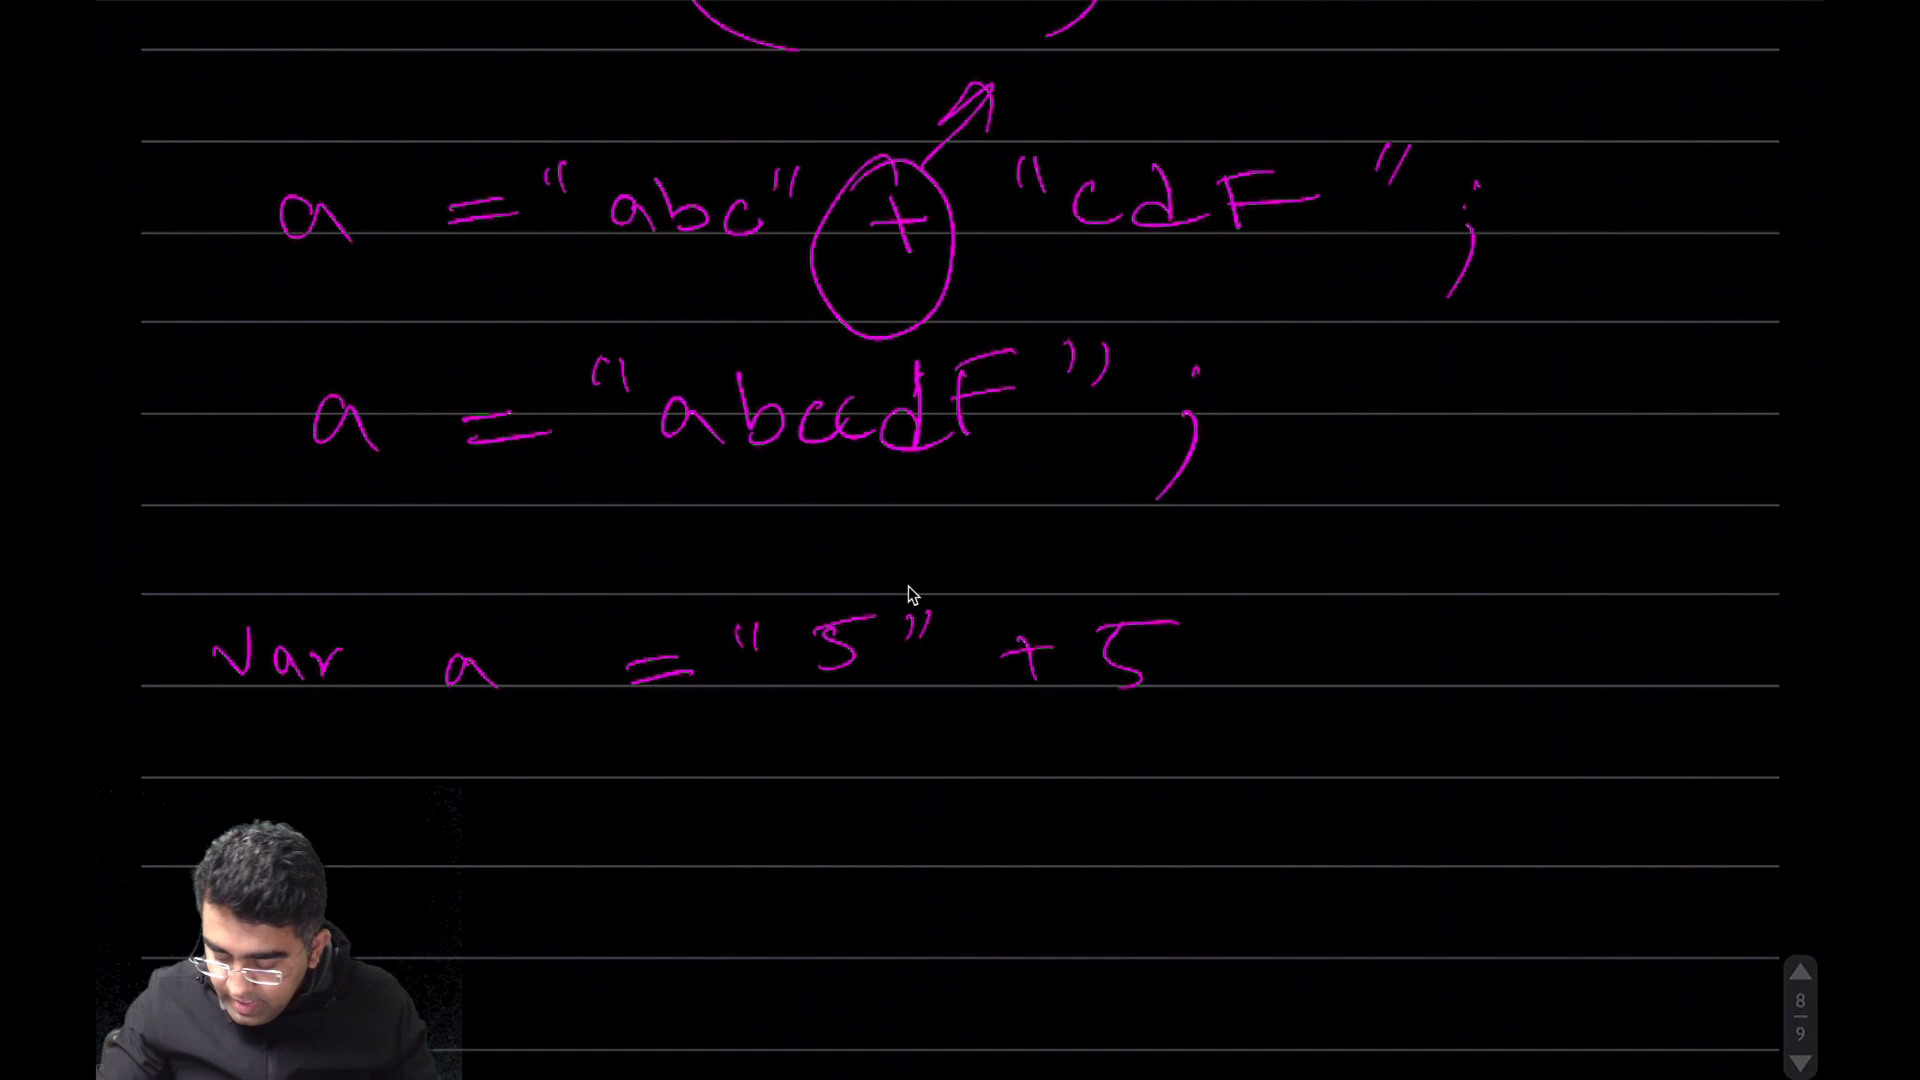 a = "abc" + "cdF";
a = "abccdF";
var a = "5" + 5
8
9